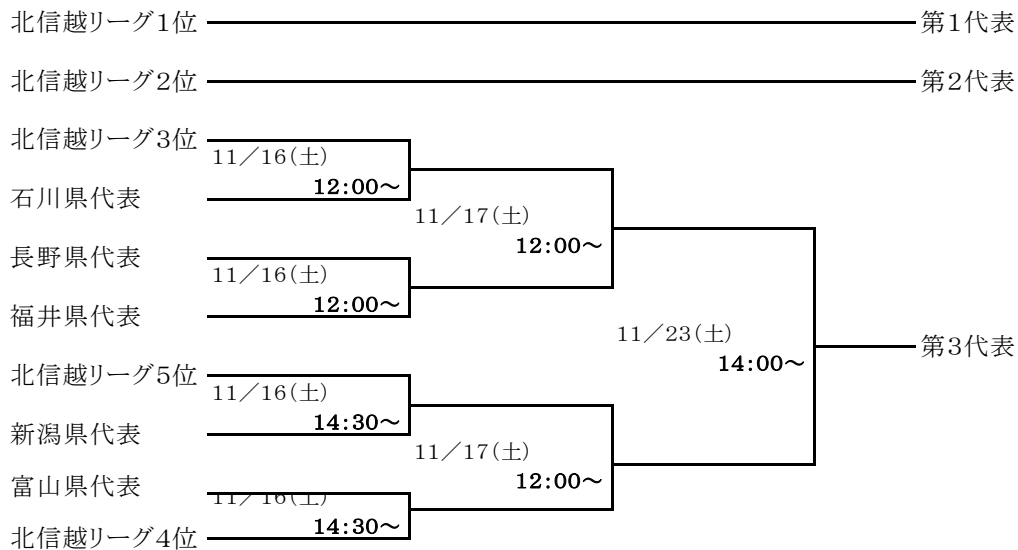 北信越リーグ1位
第1代表
北信越リーグ2位
第2代表
北信越リーグ3位
11／16(土)
12:00～
石川県代表
11／17(土)
12:00～
長野県代表
11／16(土)
12:00～
福井県代表
11／23(土)
14:00～
第3代表
北信越リーグ5位
11／16(土)
14:30～
新潟県代表
11／17(土)
12:00～
富山県代表
11／16(土)
14:30～
北信越リーグ4位